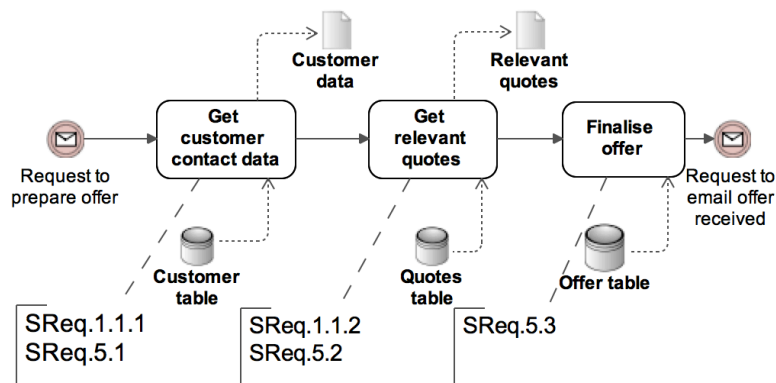 Customer
data
Relevant
quotes
Get
customer
contact data
Get
relevant
quotes
Finalise
offer
Request to
prepare offer
Request to
email offer
received
Customer
table
Quotes
table
Offer table
SReq.1.1.1
SReq.5.1
SReq.1.1.2
SReq.5.2
SReq.5.3